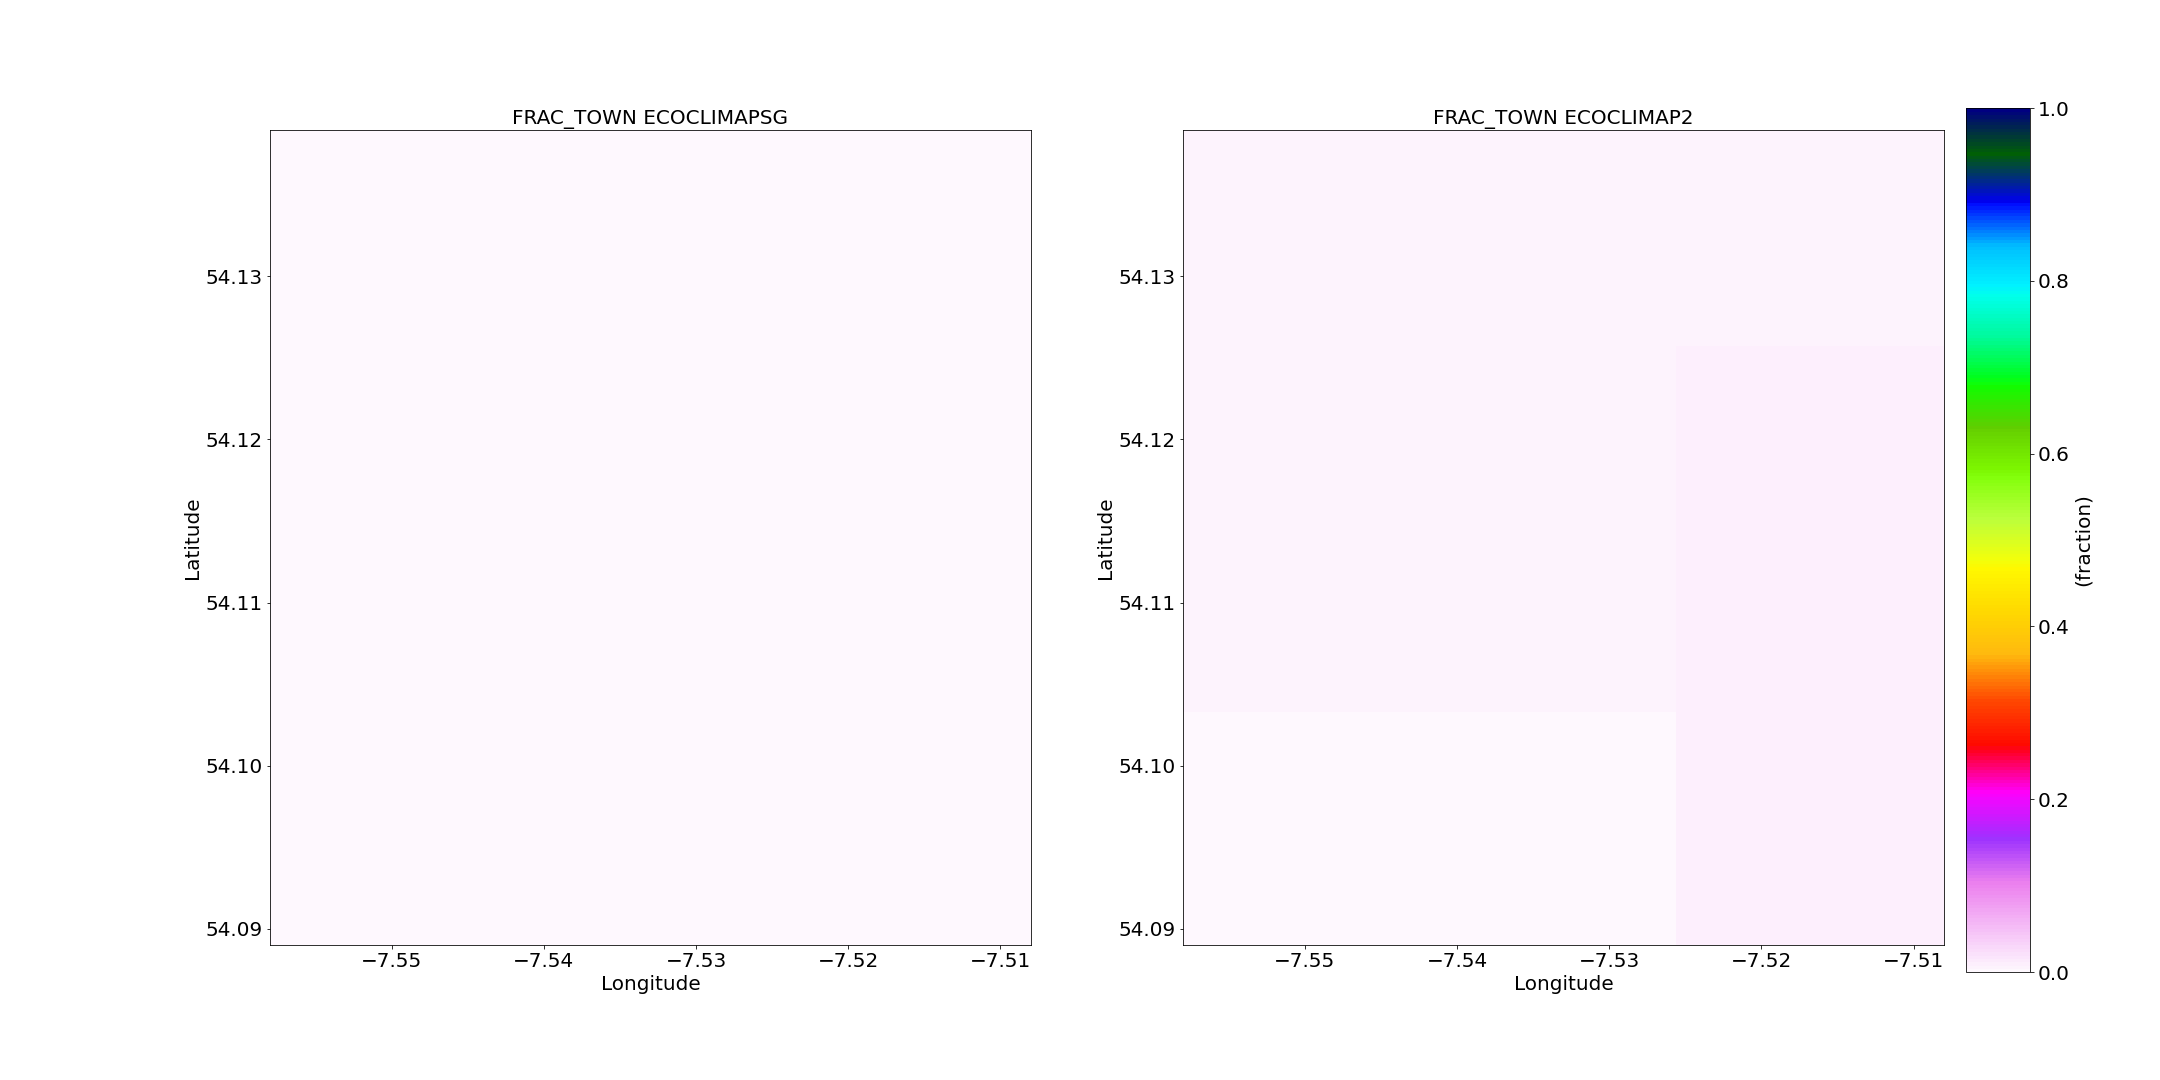 FRAC_TOWN ECOCLIMAPSG
54.13
54.12
54.11
54.10
54.09
Latitude
−7.55 −7.54 −7.53 −7.52 −7.51
Longitude
FRAC_TOWN ECOCLIMAP2
54.13
54.12
54.11
54.10
54.09
Latitude
−7.55 −7.54 −7.53 −7.52 −7.51
Longitude
1.0
0.8
0.6
0.4
0.2
0.0
(fraction)